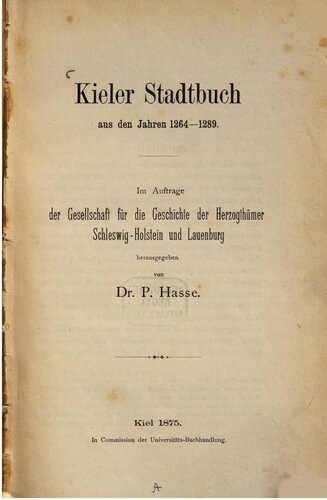 Kieler Stadtbuch
aus den Jahren 1264—1289.
Im Auftrage
der Gesellschaft für die Geschichte der Herzogthümer
Schleswig-Holstein und Lauenburg
herausgegeben
von
Dr. P. Hasse.
Kiel 1875.
In Commission der Universitäts-Buchhandlung.